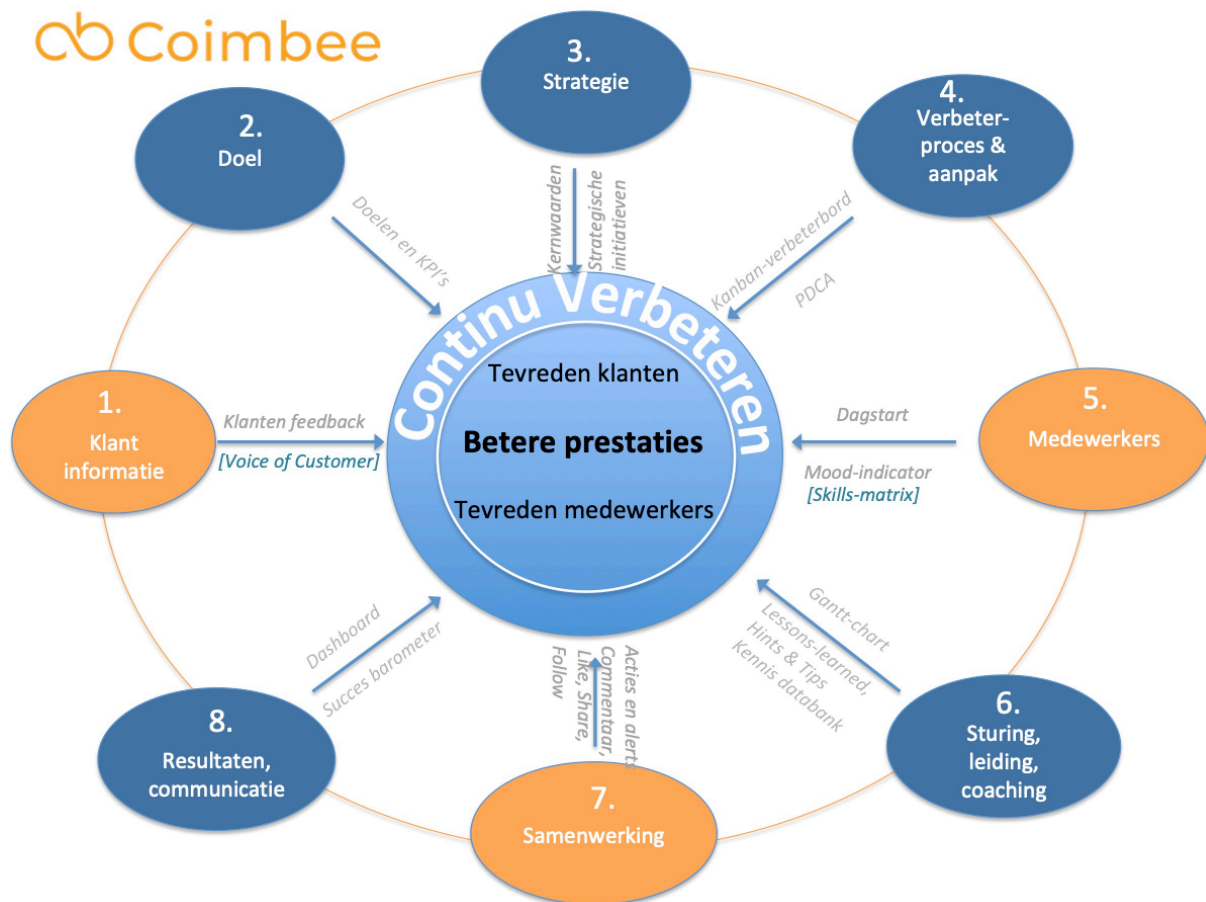 Coimbee
1.
Klant
informatie
Klanten feedback
[Voice of Customer]
2.
Doel
Doelen en KPI's
3.
Strategie
Kernwaarden
Strategische
initiatieven
4.
Verbeter-
proces &
aanpak
Kanban-verbeterbord
PDCA
5.
Medewerkers
Dagstart
Mood-indicator
[Skills-matrix]
6.
Sturing,
leiding,
coaching
Gantt-chart
Lessons-learned,
Hints & Tips
Kennis databank
7.
Samenwerking
Acties en alerts
Commentaar,
Like, Share,
Follow
8.
Resultaten,
communicatie
Dashboard
Succes barometer
Continu Verbeteren
Tevreden klanten
Betere prestaties
Tevreden medewerkers